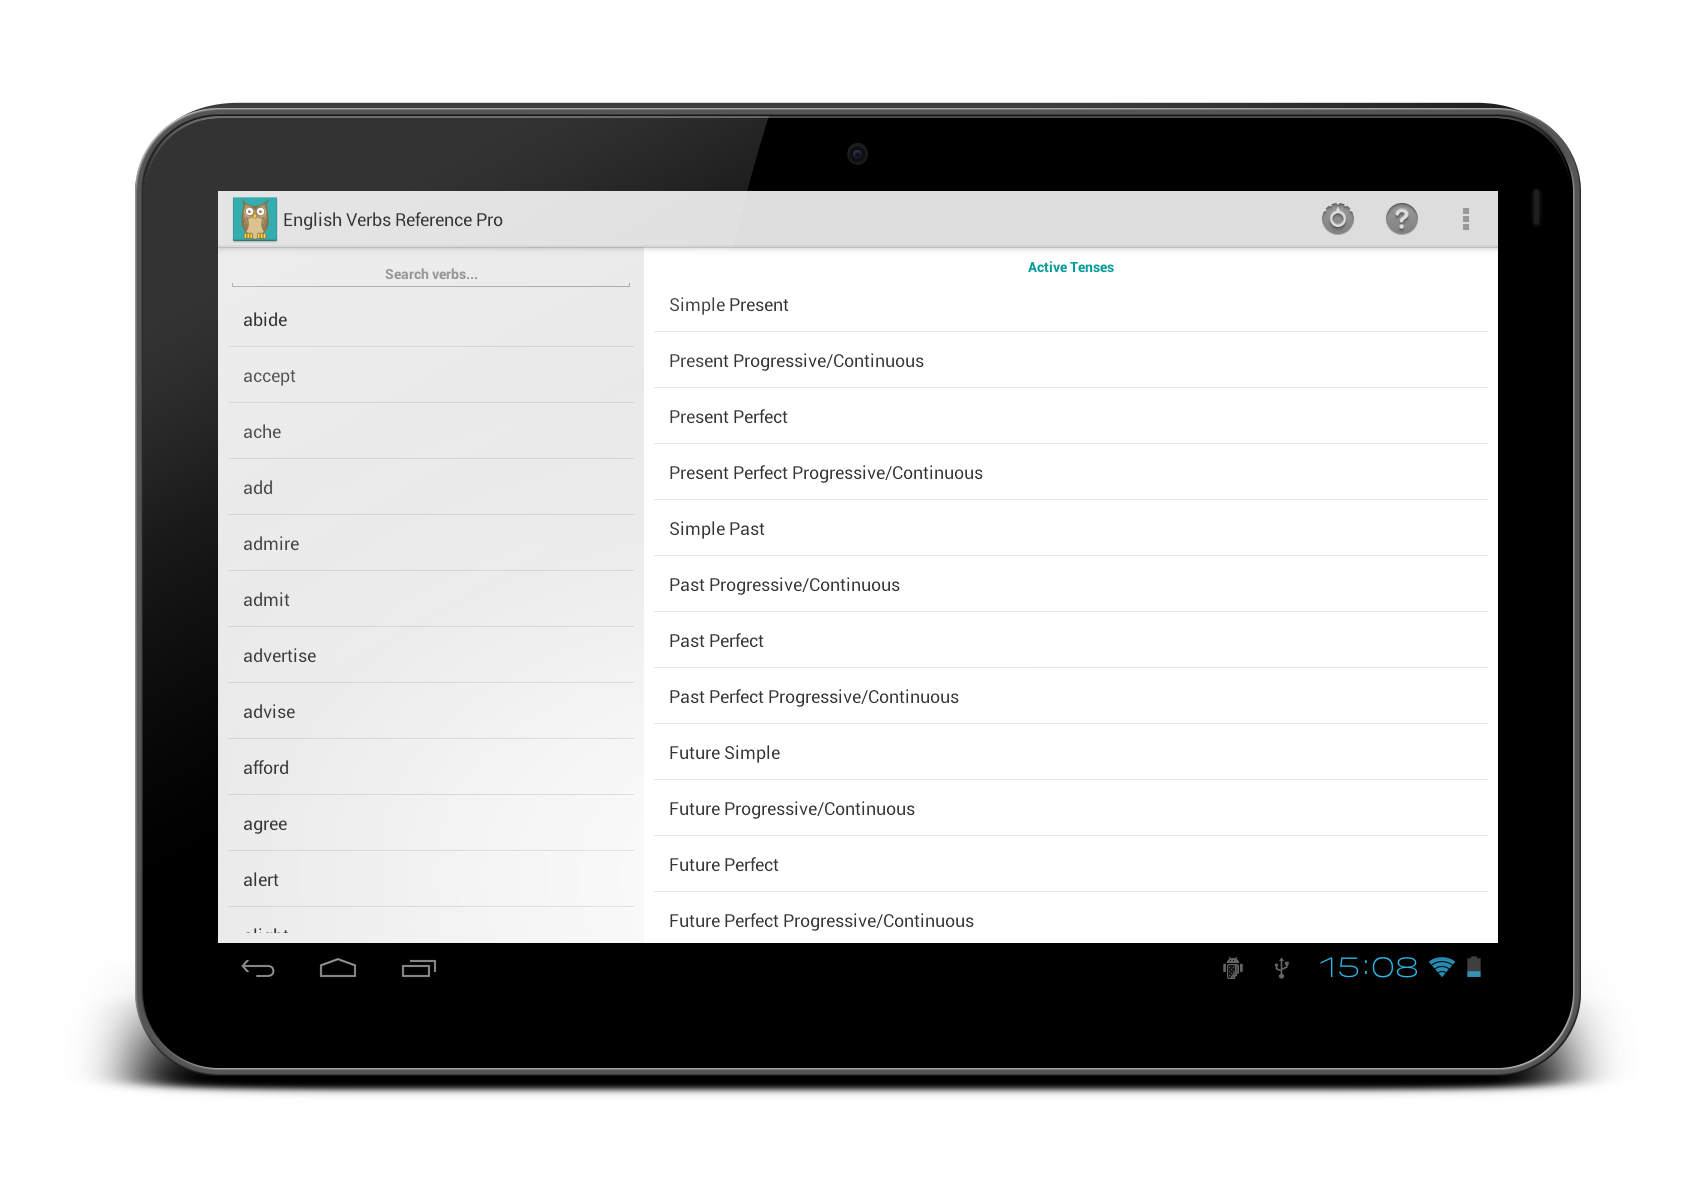 English Verbs Reference Pro
Search verbs...
abide
accept
ache
add
admire
admit
advertise
advise
afford
agree
alert
Active Tenses
Simple Present
Present Progressive/Continuous
Present Perfect
Present Perfect Progressive/Continuous
Simple Past
Past Progressive/Continuous
Past Perfect
Past Perfect Progressive/Continuous
Future Simple
Future Progressive/Continuous
Future Perfect
Future Perfect Progressive/Continuous
15:08